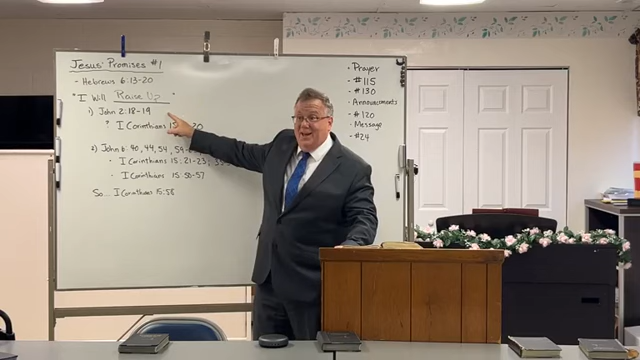 Jesus' Promises #1
- Hebrews 6:13-20
"I Will Raise Up "
1) John 2:18-19
* I Corinthians 20
2) John 6:40, 44, 54,
• I Corinthians 15:21-23,
• I Corinthians 15:50-57
So... I Corinthians 15:58
• Prayer
• #115
• #130
• Announcements
• #120
• Message
• #24